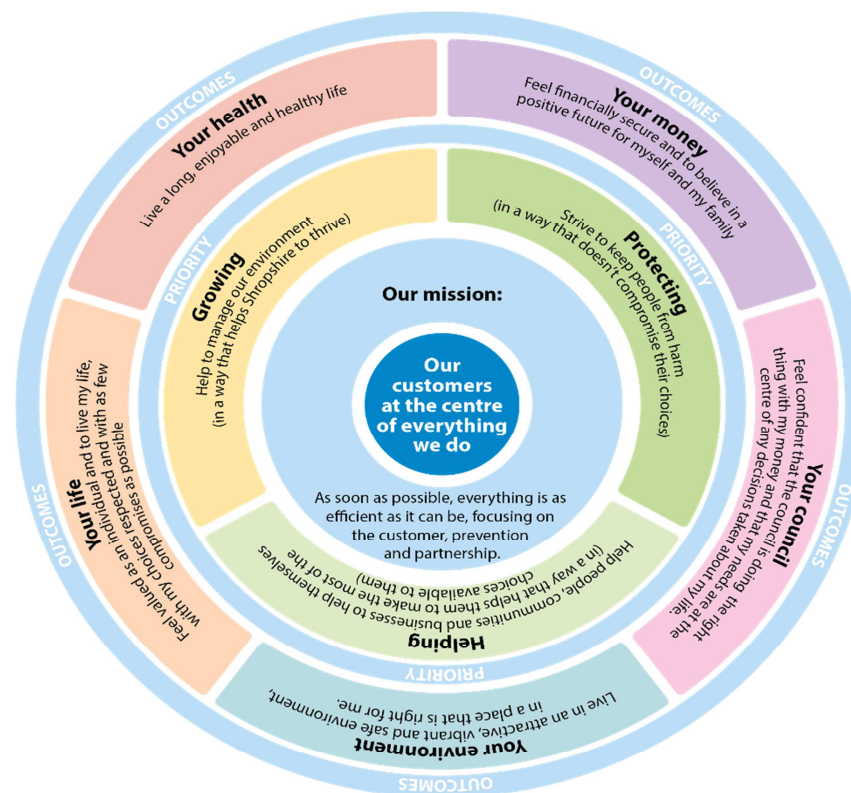 OUTCOMES
Your health
Live a long, enjoyable and healthy life
OUTCOMES
Your money
Feel financially secure and to believe in a
positive future for myself and my family
OUTCOMES
Your council
Feel confident that the council is doing the right
thing with my money and that my needs are at the
centre of any decisions taken about my life.
OUTCOMES
Your environment
Live in an attractive, vibrant and safe environment,
in a place that is right for me.
OUTCOMES
Your life
Feel valued as an individual and to live my life,
with my choices respected and with as few
compromises as possible
PRIORITY
Growing
Help to manage our environment
(in a way that helps Shropshire to thrive)
PRIORITY
Protecting
Strive to keep people from harm
(in a way that doesn't compromise their choices)
PRIORITY
Helping
Help people, communities and businesses to help themselves
(in a way that helps them to make the most of the
choices available to them)
Our mission:
Our
customers
at the centre
of everything
we do
As soon as possible, everything is as
efficient as it can be, focusing on
the customer, prevention
and partnership.